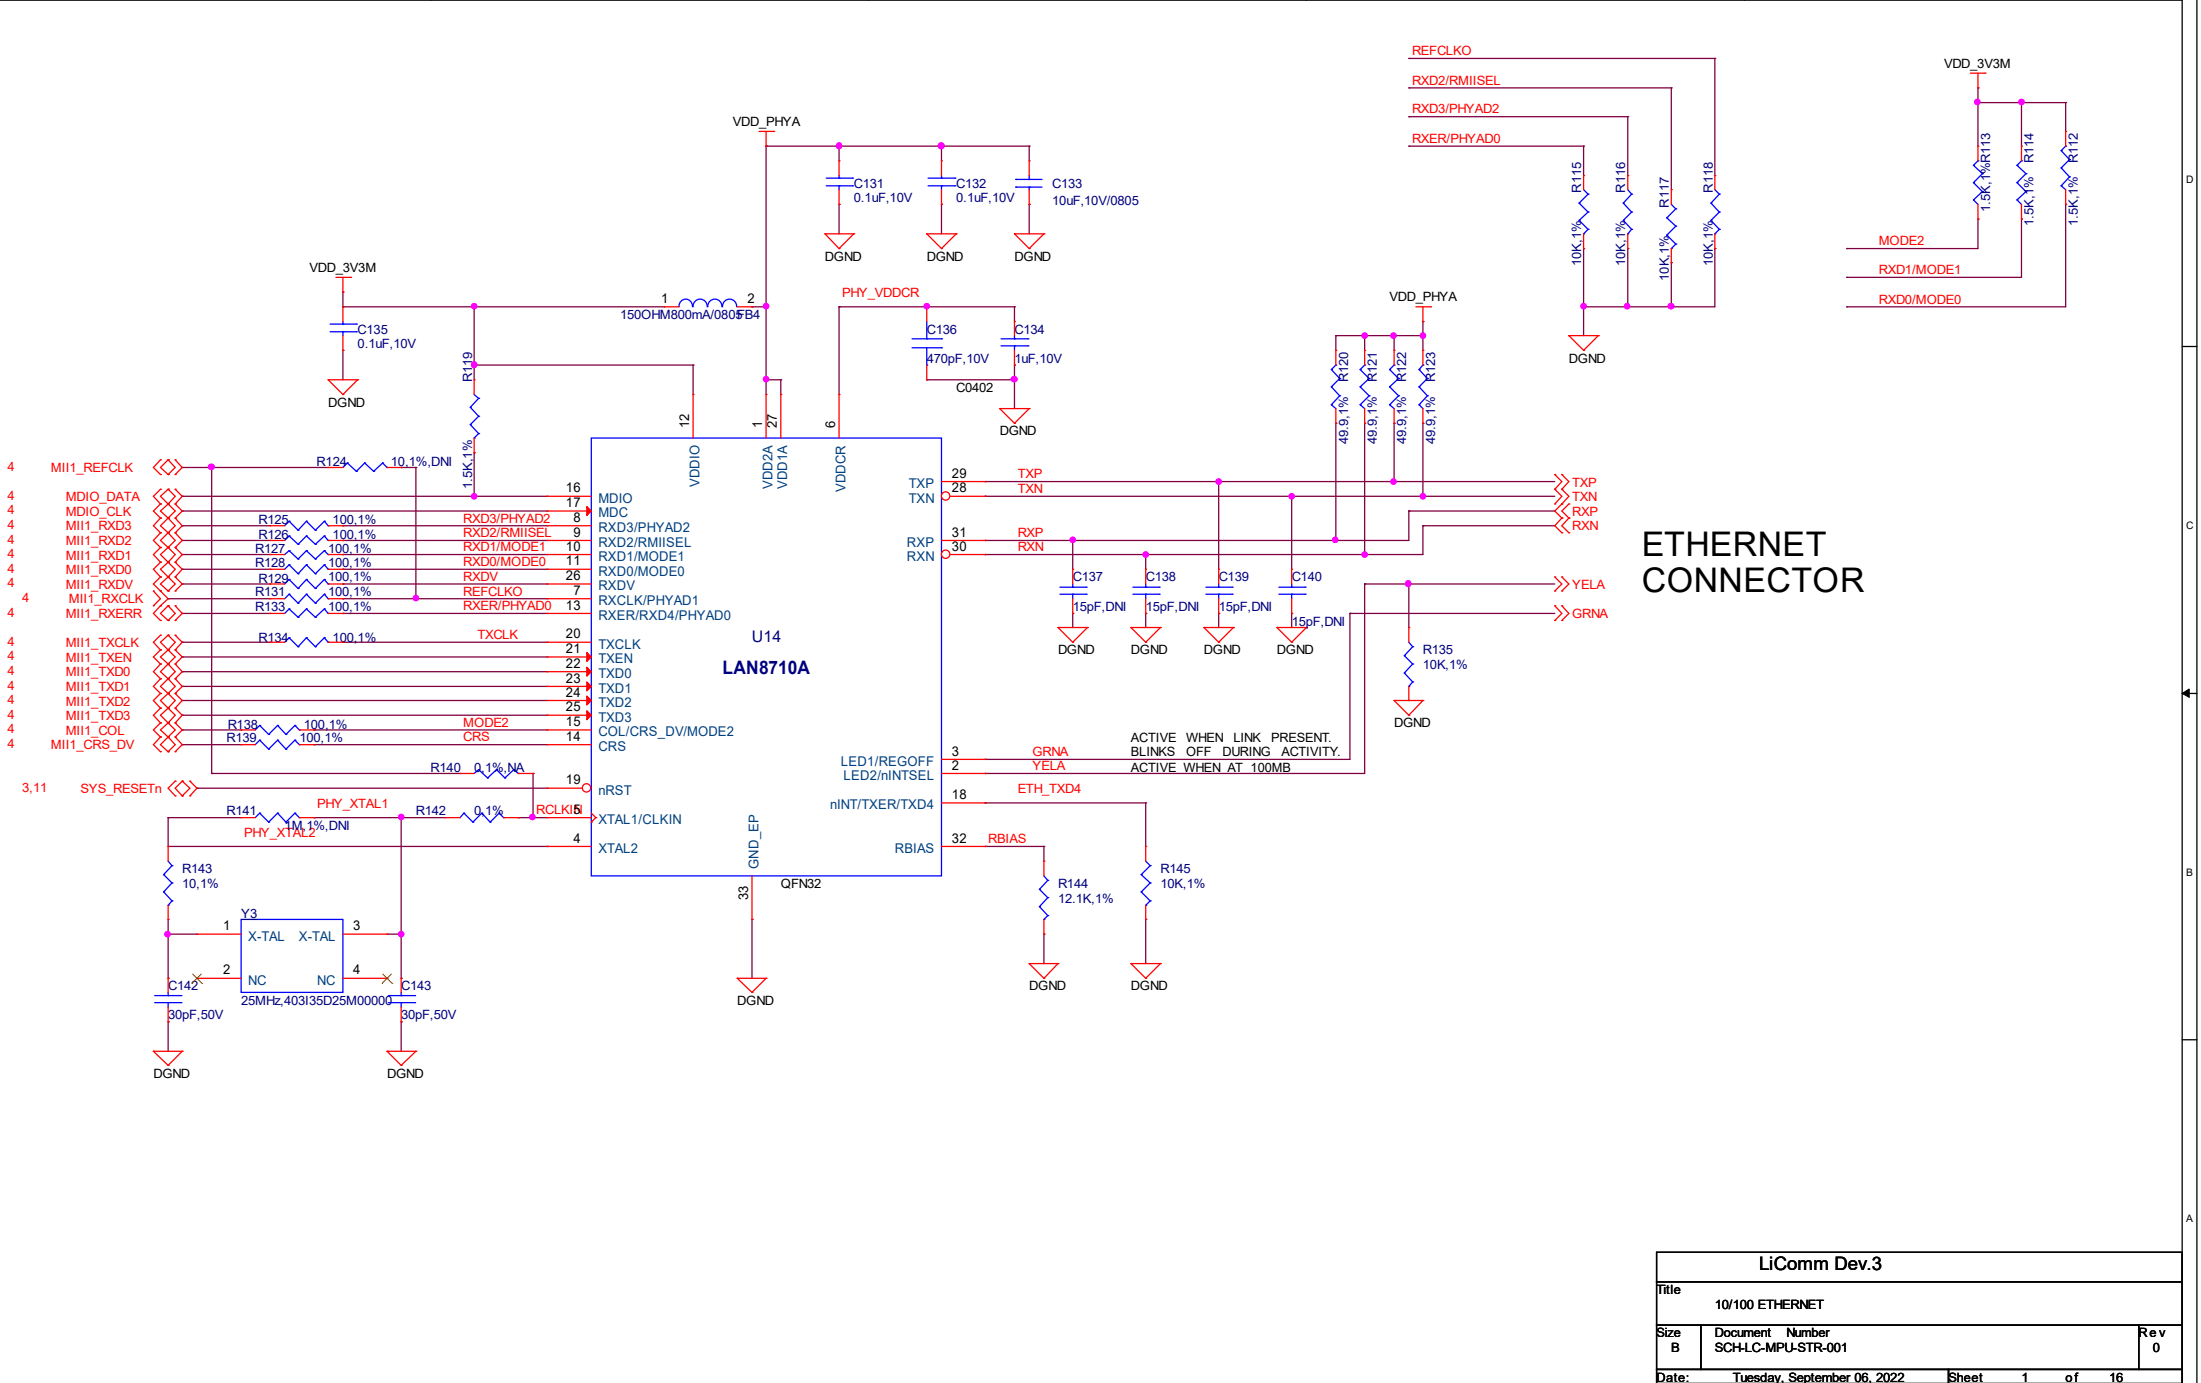 REFCLKO
RXD2/RMIISEL
RXD3/PHYAD2
RXER/PHYAD0
R115
10K,1%
R116
10K,1%
R117
10K,1%
R118
10K,1%
DGND
VDD_3V3M
R113
1.5K,1%
R114
1.5K,1%
R112
1.5K,1%
MODE2
RXD1/MODE1
RXD0/MODE0
VDD_PHYA
C131
0.1uF,10V
DGND
C132
0.1uF,10V
DGND
C133
10uF,10V/0805
DGND
VDD_3V3M
C135
0.1uF,10V
DGND
1
2
150OHM800mA/0805
FB4
R119
1.5K,1%
PHY_VDDCR
C136
470pF,10V
C134
1uF,10V
C0402
DGND
VDD_PHYA
R120
49.9,1%
R121
49.9,1%
R122
49.9,1%
R123
49.9,1%
4 MII1_REFCLK
R124 10,1%,DNI
4 MDIO_DATA
4 MDIO_CLK
4 MII1_RXD3 R125 100,1% RXD3/PHYAD2
4 MII1_RXD2 R126 100,1% RXD2/RMIISEL
4 MII1_RXD1 R127 100,1% RXD1/MODE1
4 MII1_RXD0 R128 100,1% RXD0/MODE0
4 MII1_RXDV R129 100,1% RXDV
4 MII1_RXCLK R131 100,1% REFCLKO
4 MII1_RXERR R133 100,1% RXER/PHYAD0
4 MII1_TXCLK R134 100,1% TXCLK
4 MII1_TXEN
4 MII1_TXD0
4 MII1_TXD1
4 MII1_TXD2
4 MII1_TXD3
4 MII1_COL R138 100,1% MODE2
4 MII1_CRS_DV R139 100,1% CRS
R140 0,1%,NA
3,11 SYS_RESETn
R141 1M,1%,DNI PHY_XTAL1 R142 0,1% RCLKIN
PHY_XTAL2
12 VDDIO
1 VDD2A
27 VDD1A
6 VDDCR
16 MDIO
17 MDC
8 RXD3/PHYAD2
9 RXD2/RMIISEL
10 RXD1/MODE1
11 RXD0/MODE0
26 RXDV
7 RXCLK/PHYAD1
13 RXER/RXD4/PHYAD0
20 TXCLK
21 TXEN
22 TXD0
23 TXD1
24 TXD2
25 TXD3
15 COL/CRS_DV/MODE2
14 CRS
19 nRST
5 XTAL1/CLKIN
4 XTAL2
U14
LAN8710A
GND_EP
33
QFN32
DGND
TXP 29 TXP
TXN 28 TXN
RXP 31 RXP
RXN 30 RXN
LED1/REGOFF 3 GRNA
LED2/nINTSEL 2 YELA
nINT/TXER/TXD4 18 ETH_TXD4
RBIAS 32 RBIAS
ACTIVE WHEN LINK PRESENT.
BLINKS OFF DURING ACTIVITY.
ACTIVE WHEN AT 100MB
C137
15pF,DNI
DGND
C138
15pF,DNI
DGND
C139
15pF,DNI
DGND
C140
15pF,DNI
DGND
TXP
TXN
RXP
RXN
YELA
GRNA
ETHERNET
CONNECTOR
R135
10K,1%
DGND
R144
12.1K,1%
DGND
R145
10K,1%
DGND
R143
10,1%
Y3
1 X-TAL X-TAL 3
2 NC NC 4
25MHz,403I35D25M00000
C142
30pF,50V
DGND
C143
30pF,50V
DGND
D
C
B
A
LiComm Dev.3
Title
10/100 ETHERNET
Size Document Number Rev
B SCH-LC-MPU-STR-001 0
Date: Tuesday, September 06, 2022 Sheet 1 of 16